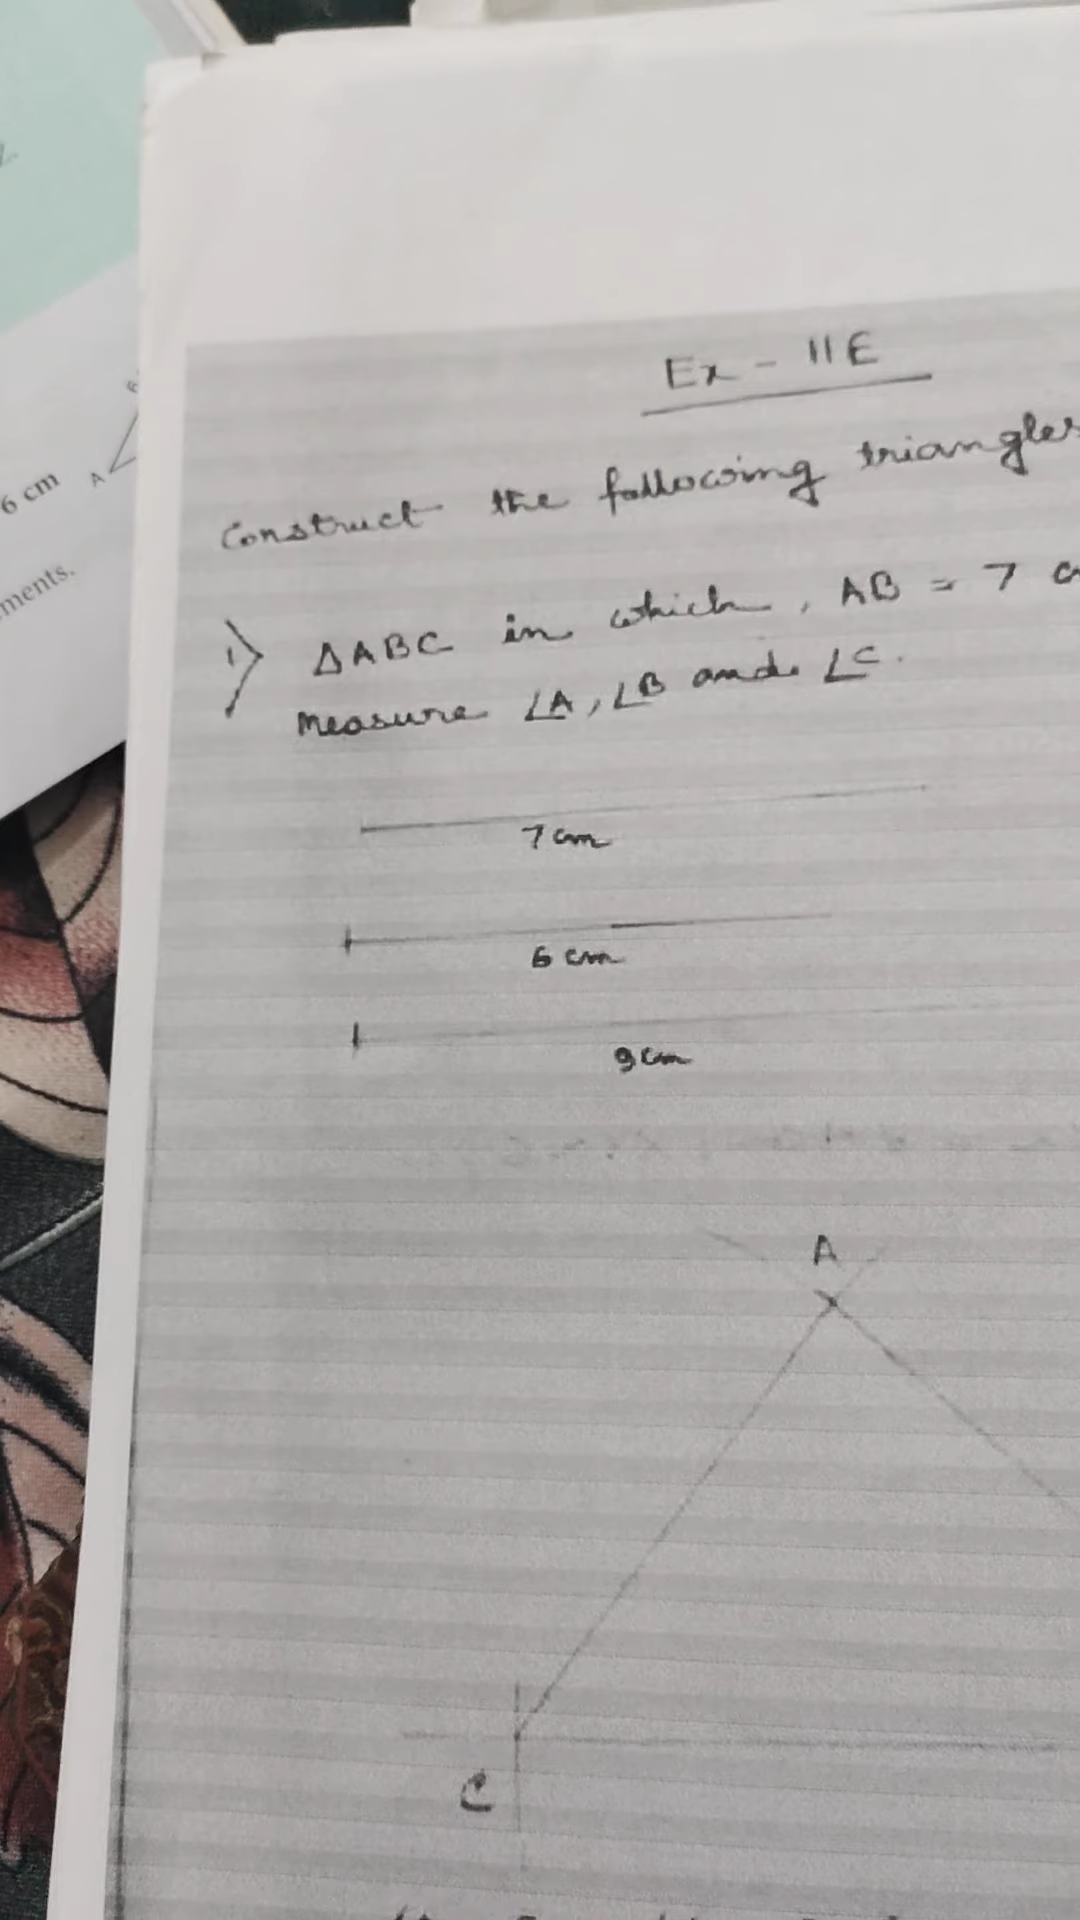 Ex - 11E
Construct the following triangles
1) ΔABC in which, AB = 7
Measure ∠A, ∠B and ∠C.
7 cm
6 cm
9 cm
A
C
6 cm
A
B
ments.